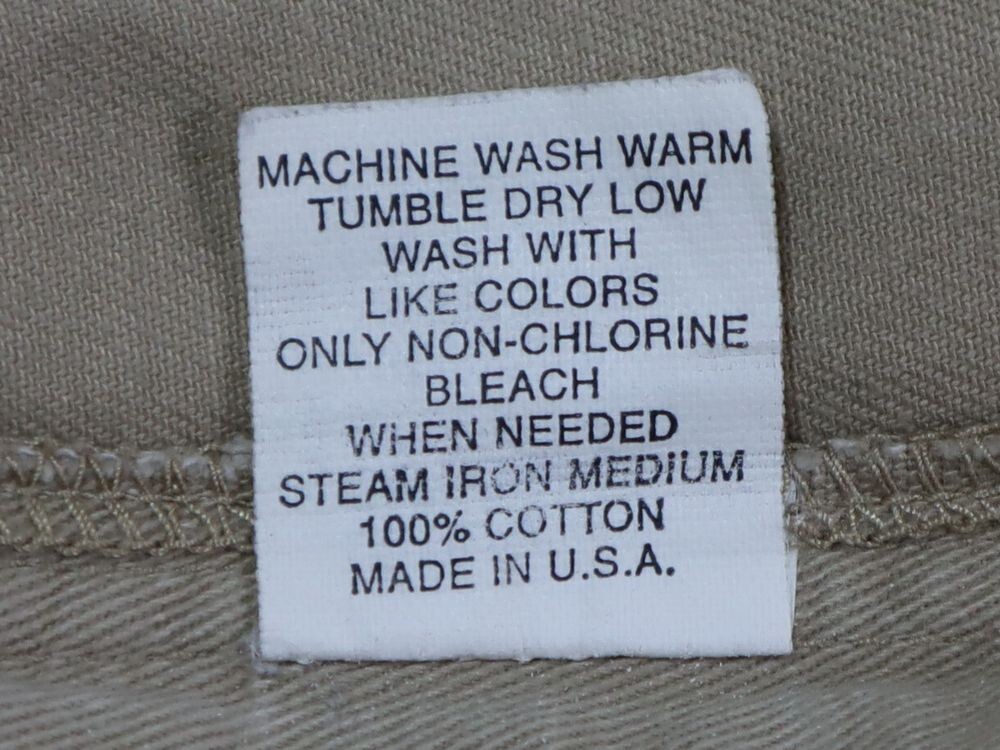 MACHINE WASH WARM
TUMBLE DRY LOW
WASH WITH
LIKE COLORS
ONLY NON-CHLORINE
BLEACH
WHEN NEEDED
STEAM IRON MEDIUM
100% COTTON
MADE IN U.S.A.